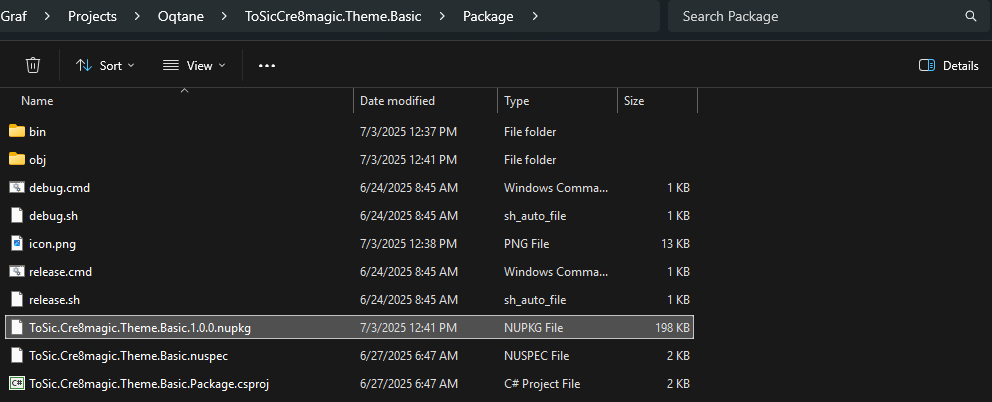 Graf > Projects > Oqtane > ToSicCre8magic.Theme.Basic > Package > Search Package
Sort View ••• Details
Name Date modified Type Size
bin 7/3/2025 12:37 PM File folder
obj 7/3/2025 12:41 PM File folder
debug.cmd 6/24/2025 8:45 AM Windows Comma... 1 KB
debug.sh 6/24/2025 8:45 AM sh_auto_file 1 KB
icon.png 7/3/2025 12:38 PM PNG File 13 KB
release.cmd 6/24/2025 8:45 AM Windows Comma... 1 KB
release.sh 6/24/2025 8:45 AM sh_auto_file 1 KB
ToSic.Cre8magic.Theme.Basic.1.0.0.nupkg 7/3/2025 12:41 PM NUPKG File 198 KB
ToSic.Cre8magic.Theme.Basic.nuspec 6/27/2025 6:47 AM NUSPEC File 2 KB
C# ToSic.Cre8magic.Theme.Basic.Package.csproj 6/27/2025 6:47 AM C# Project File 2 KB